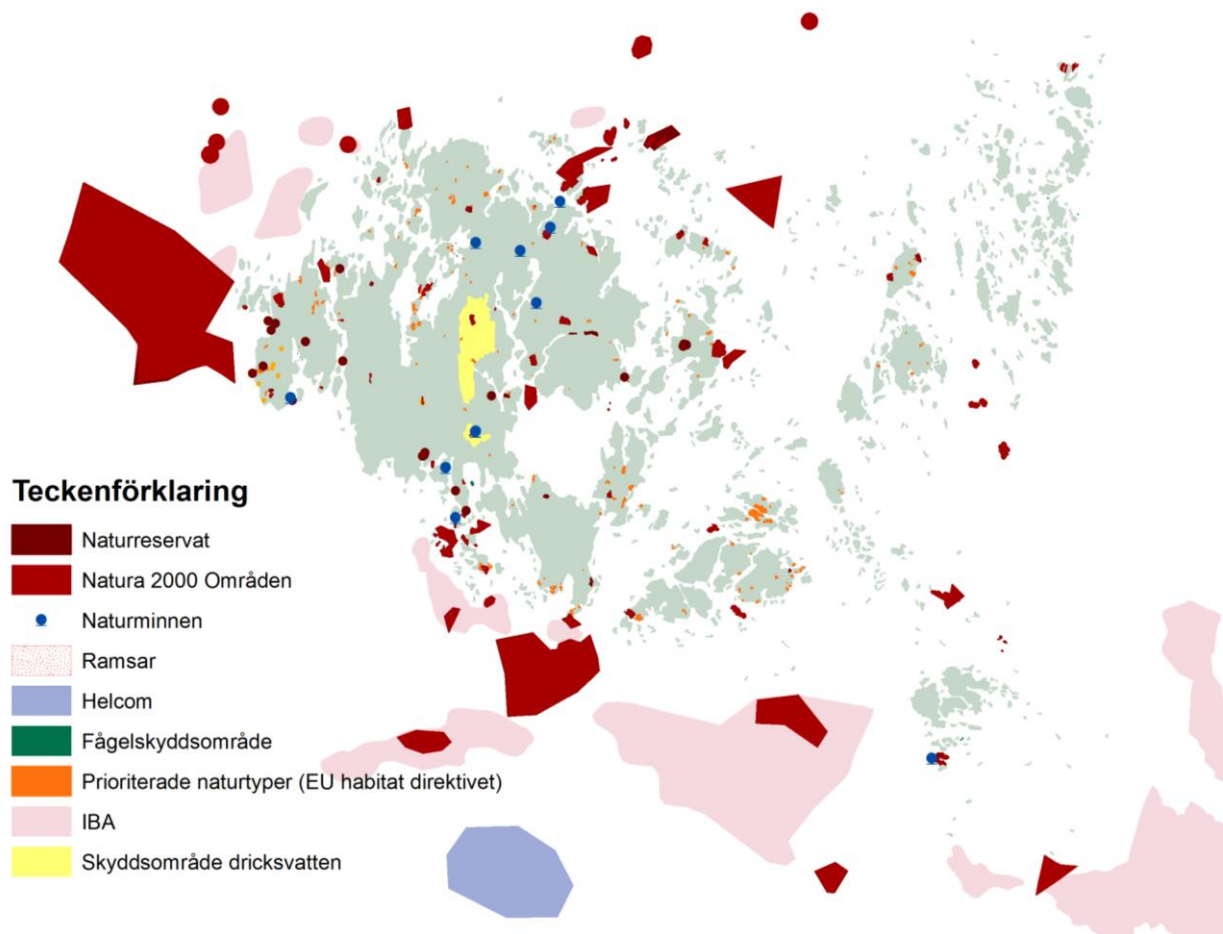 Teckenförklaring
Naturreservat
Natura 2000 Områden
Naturminnen
Ramsar
Helcom
Fågelskyddsområde
Prioriterade naturtyper (EU habitat direktivet)
IBA
Skyddsområde dricksvatten